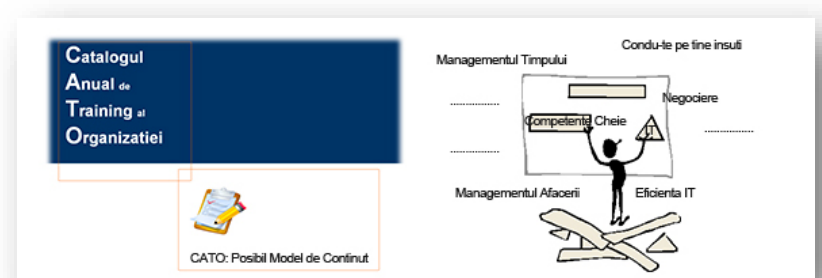 Catalogul
Anual de
Training al
Organizatiei
CATO: Posibil Model de Continut
Condu-te pe tine insuti
Managementul Timpului
................
Negociere
Competente Cheie
IT
................
................
Managementul Afacerii
Eficienta IT